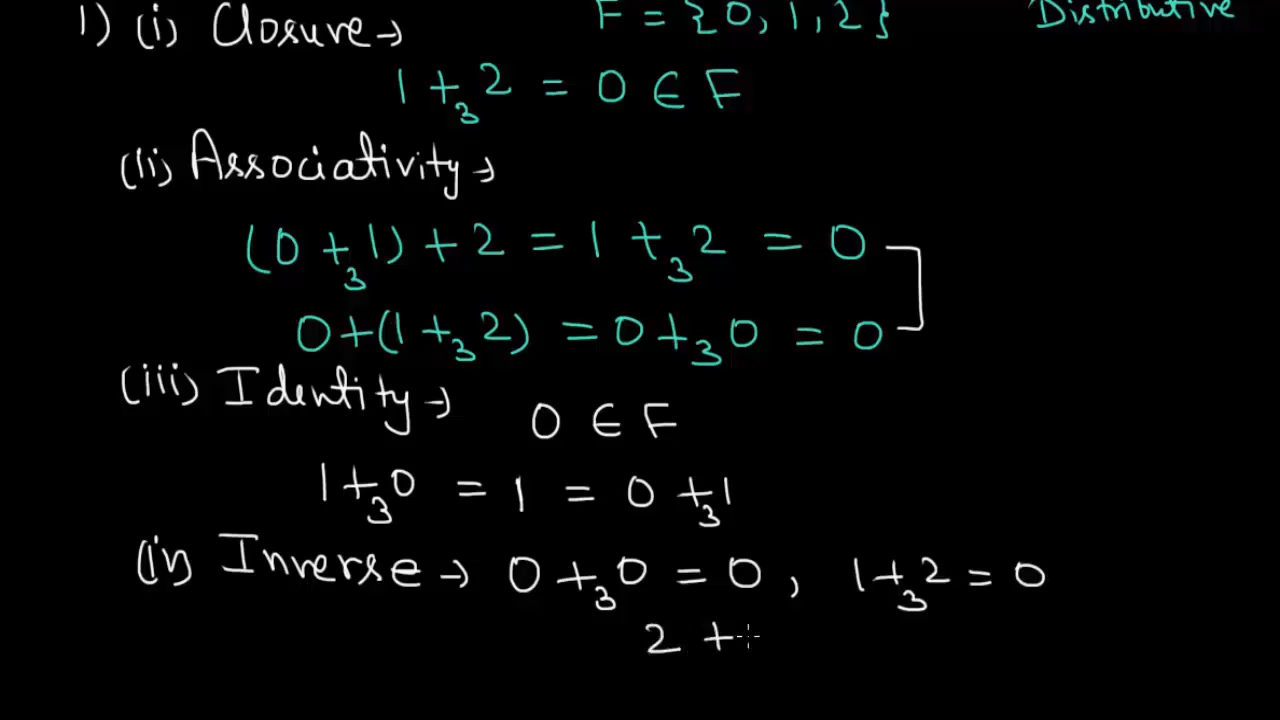 1) (i) Closure→ F = {0, 1, 2} Distributive
1 +₃ 2 = 0 ∈ F
(ii) Associativity→
(0 +₃ 1) + 2 = 1 +₃ 2 = 0
0 + (1 +₃ 2) = 0 +₃ 0 = 0
(iii) Identity→ 0 ∈ F
1 +₃ 0 = 1 = 0 +₃ 1
(iv) Inverse→ 0 +₃ 0 = 0, 1 +₃ 2 = 0
2 +